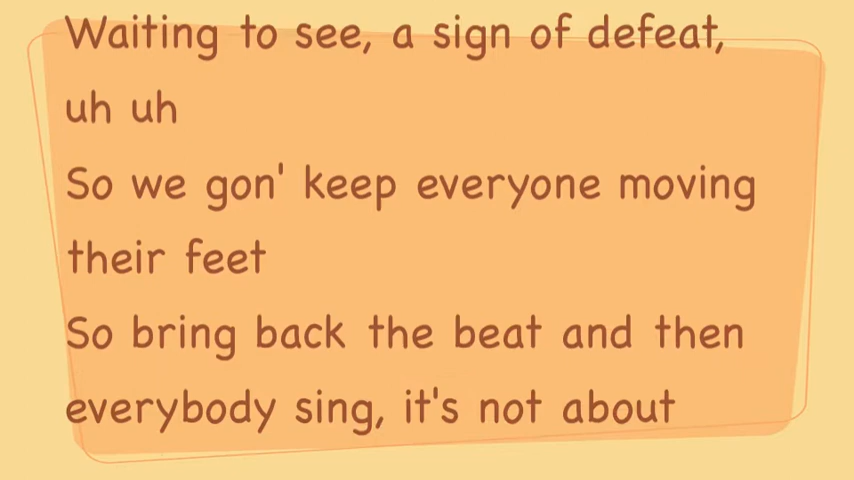 Waiting to see, a sign of defeat,
uh uh
So we gon' keep everyone moving
their feet
So bring back the beat and then
everybody sing, it's not about